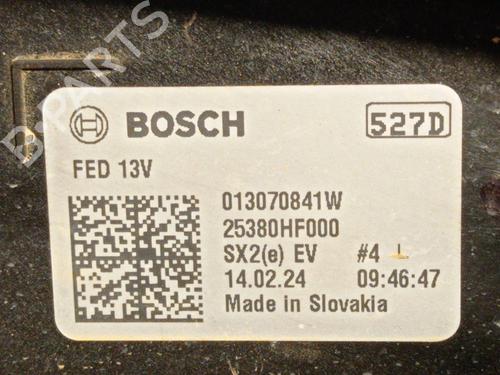 BOSCH 527D
FED 13V
013070841W
25380HF000
SX2(e) EV #4
14.02.24 09:46:47
Made in Slovakia
B-PARTS